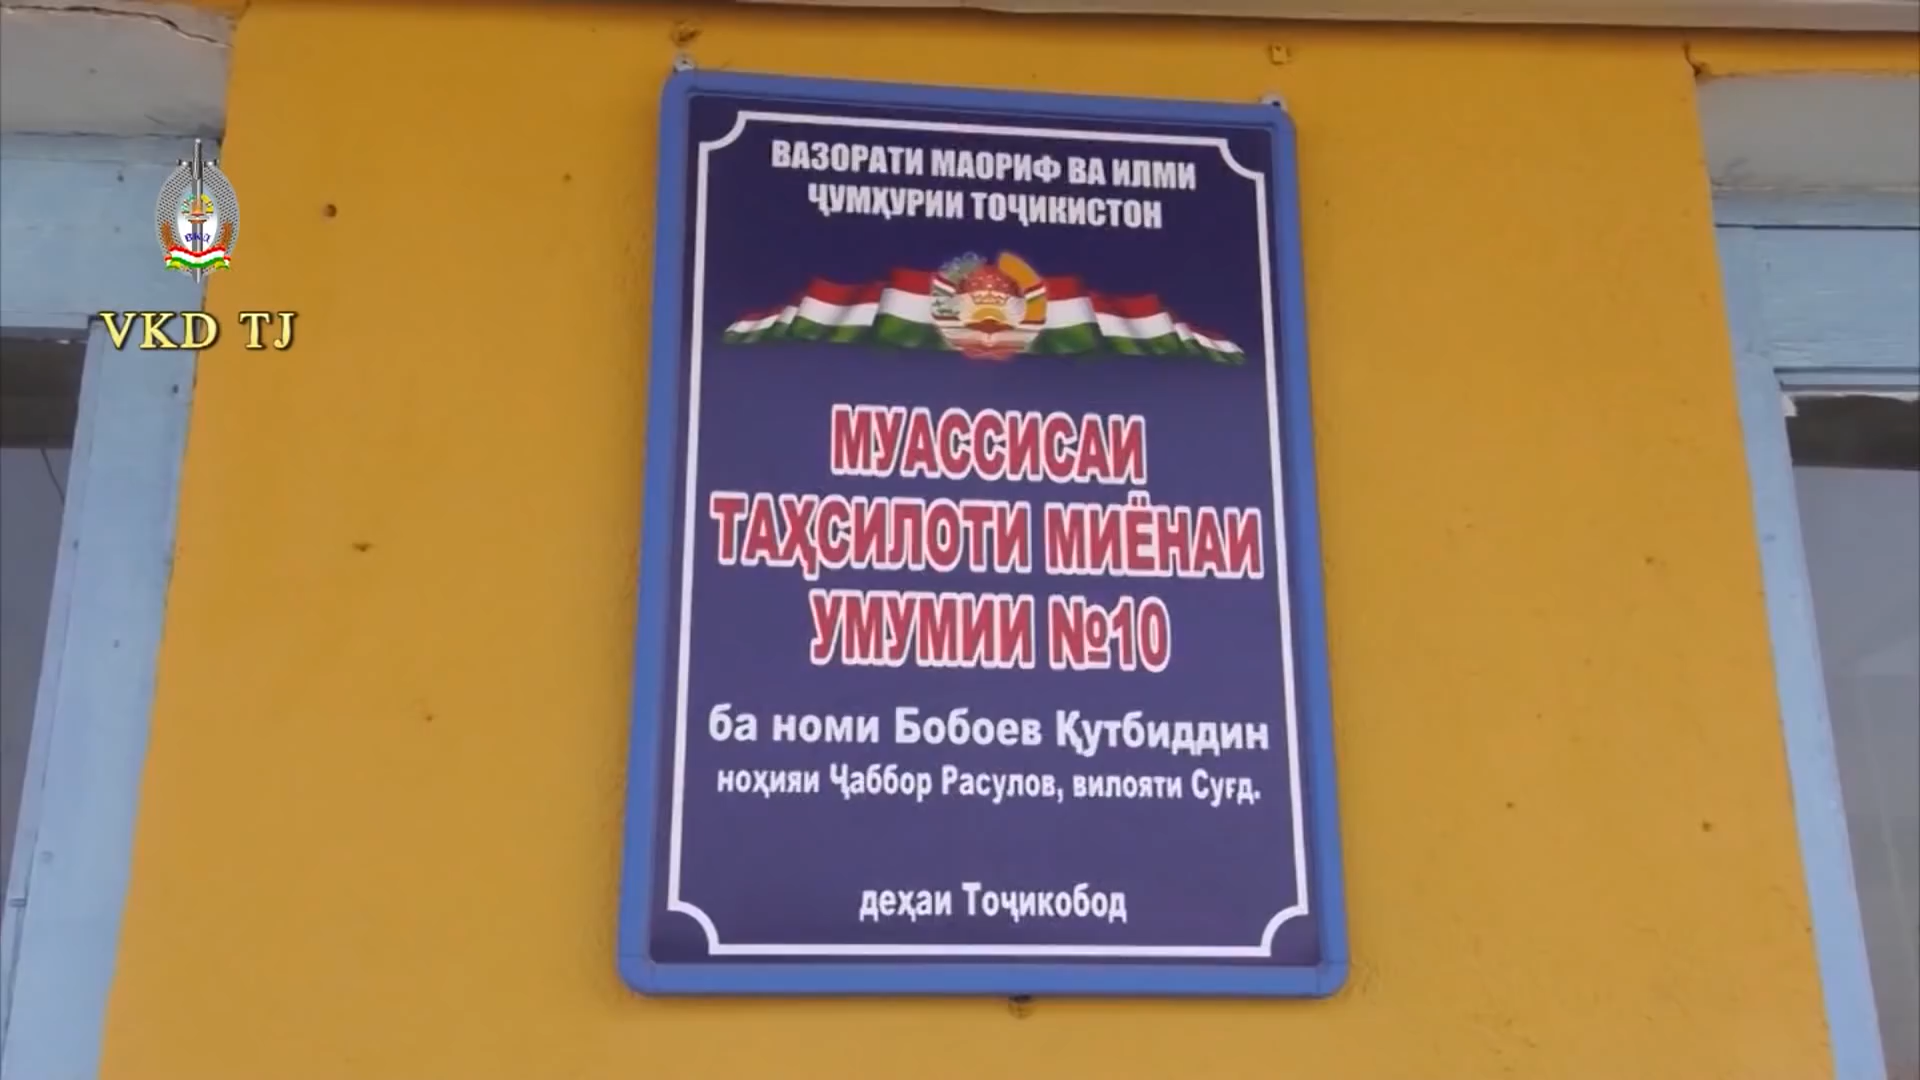 ВАЗОРАТИ МАОРИФ ВА ИЛМИ
ҶУМҲУРИИ ТОҶИКИСТОН
ВКД
VKD TJ
МУАССИСАИ
ТАҲСИЛОТИ МИЁНАИ
УМУМИИ №10
ба номи Бобоев Қутбиддин
ноҳияи Ҷаббор Расулов, вилояти Суғд.
деҳаи Тоҷикобод